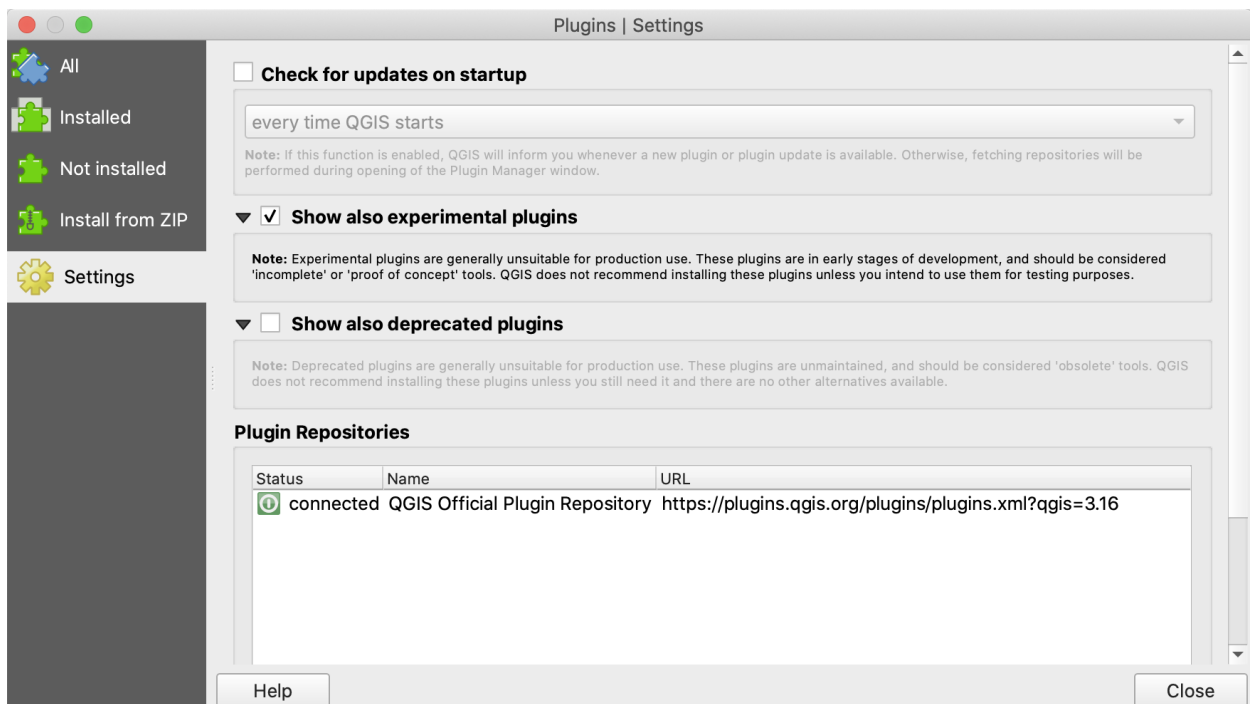 Plugins | Settings
All
Installed
Not installed
Install from ZIP
Settings
Check for updates on startup
every time QGIS starts
Note: If this function is enabled, QGIS will inform you whenever a new plugin or plugin update is available. Otherwise, fetching repositories will be
performed during opening of the Plugin Manager window.
Show also experimental plugins
Note: Experimental plugins are generally unsuitable for production use. These plugins are in early stages of development, and should be considered
'incomplete' or 'proof of concept' tools. QGIS does not recommend installing these plugins unless you intend to use them for testing purposes.
Show also deprecated plugins
Note: Deprecated plugins are generally unsuitable for production use. These plugins are unmaintained, and should be considered 'obsolete' tools. QGIS
does not recommend installing these plugins unless you still need it and there are no other alternatives available.
Plugin Repositories
Status Name URL
connected QGIS Official Plugin Repository https://plugins.qgis.org/plugins/plugins.xml?qgis=3.16
Help Close